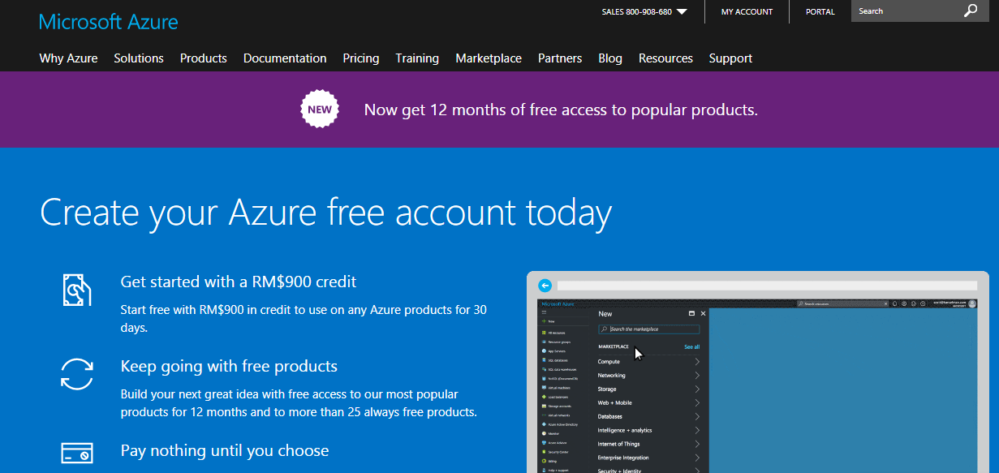 Microsoft Azure
SALES 800-908-680
MY ACCOUNT
PORTAL
Search
Why Azure
Solutions
Products
Documentation
Pricing
Training
Marketplace
Partners
Blog
Resources
Support
NEW
Now get 12 months of free access to popular products.
Create your Azure free account today
Get started with a RM$900 credit
Start free with RM$900 in credit to use on any Azure products for 30
days.
Keep going with free products
Build your next great idea with free access to our most popular
products for 12 months and to more than 25 always free products.
Pay nothing until you choose
Microsoft Azure
Search resources
New
All resources
Resource groups
App Services
SQL databases
SQL data warehouses
NoSQL (DocumentDB)
Virtual machines
Load balancers
Storage accounts
Virtual networks
Azure Active Directory
Monitor
Azure Advisor
Security Center
Billing
Help + support
New
Search the marketplace
MARKETPLACE
See all
Compute
Networking
Storage
Web + Mobile
Databases
Intelligence + analytics
Internet of Things
Enterprise Integration
Security + Identity